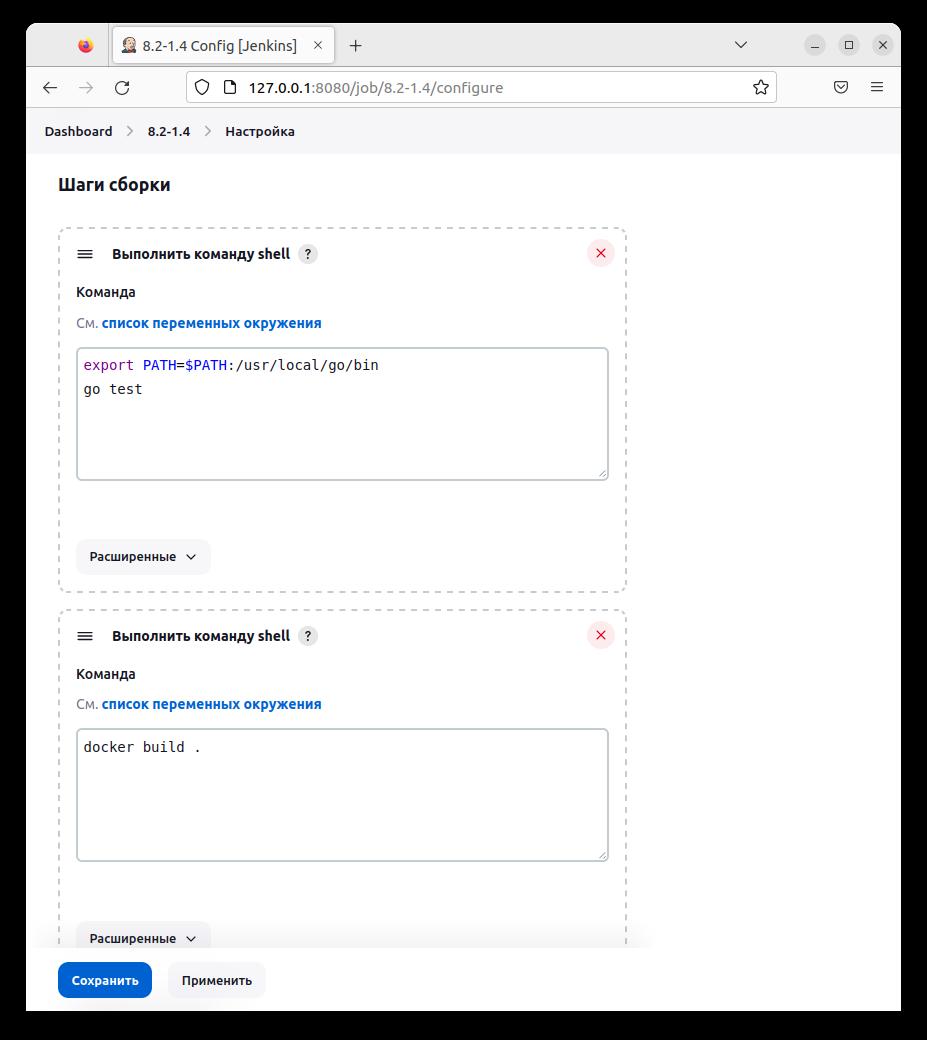 8.2-1.4 Config [Jenkins]
127.0.0.1:8080/job/8.2-1.4/configure
Dashboard > 8.2-1.4 > Настройка
Шаги сборки
Выполнить команду shell ?
Команда
См. список переменных окружения
export PATH=$PATH:/usr/local/go/bin
go test
Расширенные
Выполнить команду shell ?
Команда
См. список переменных окружения
docker build .
Расширенные
Сохранить Применить